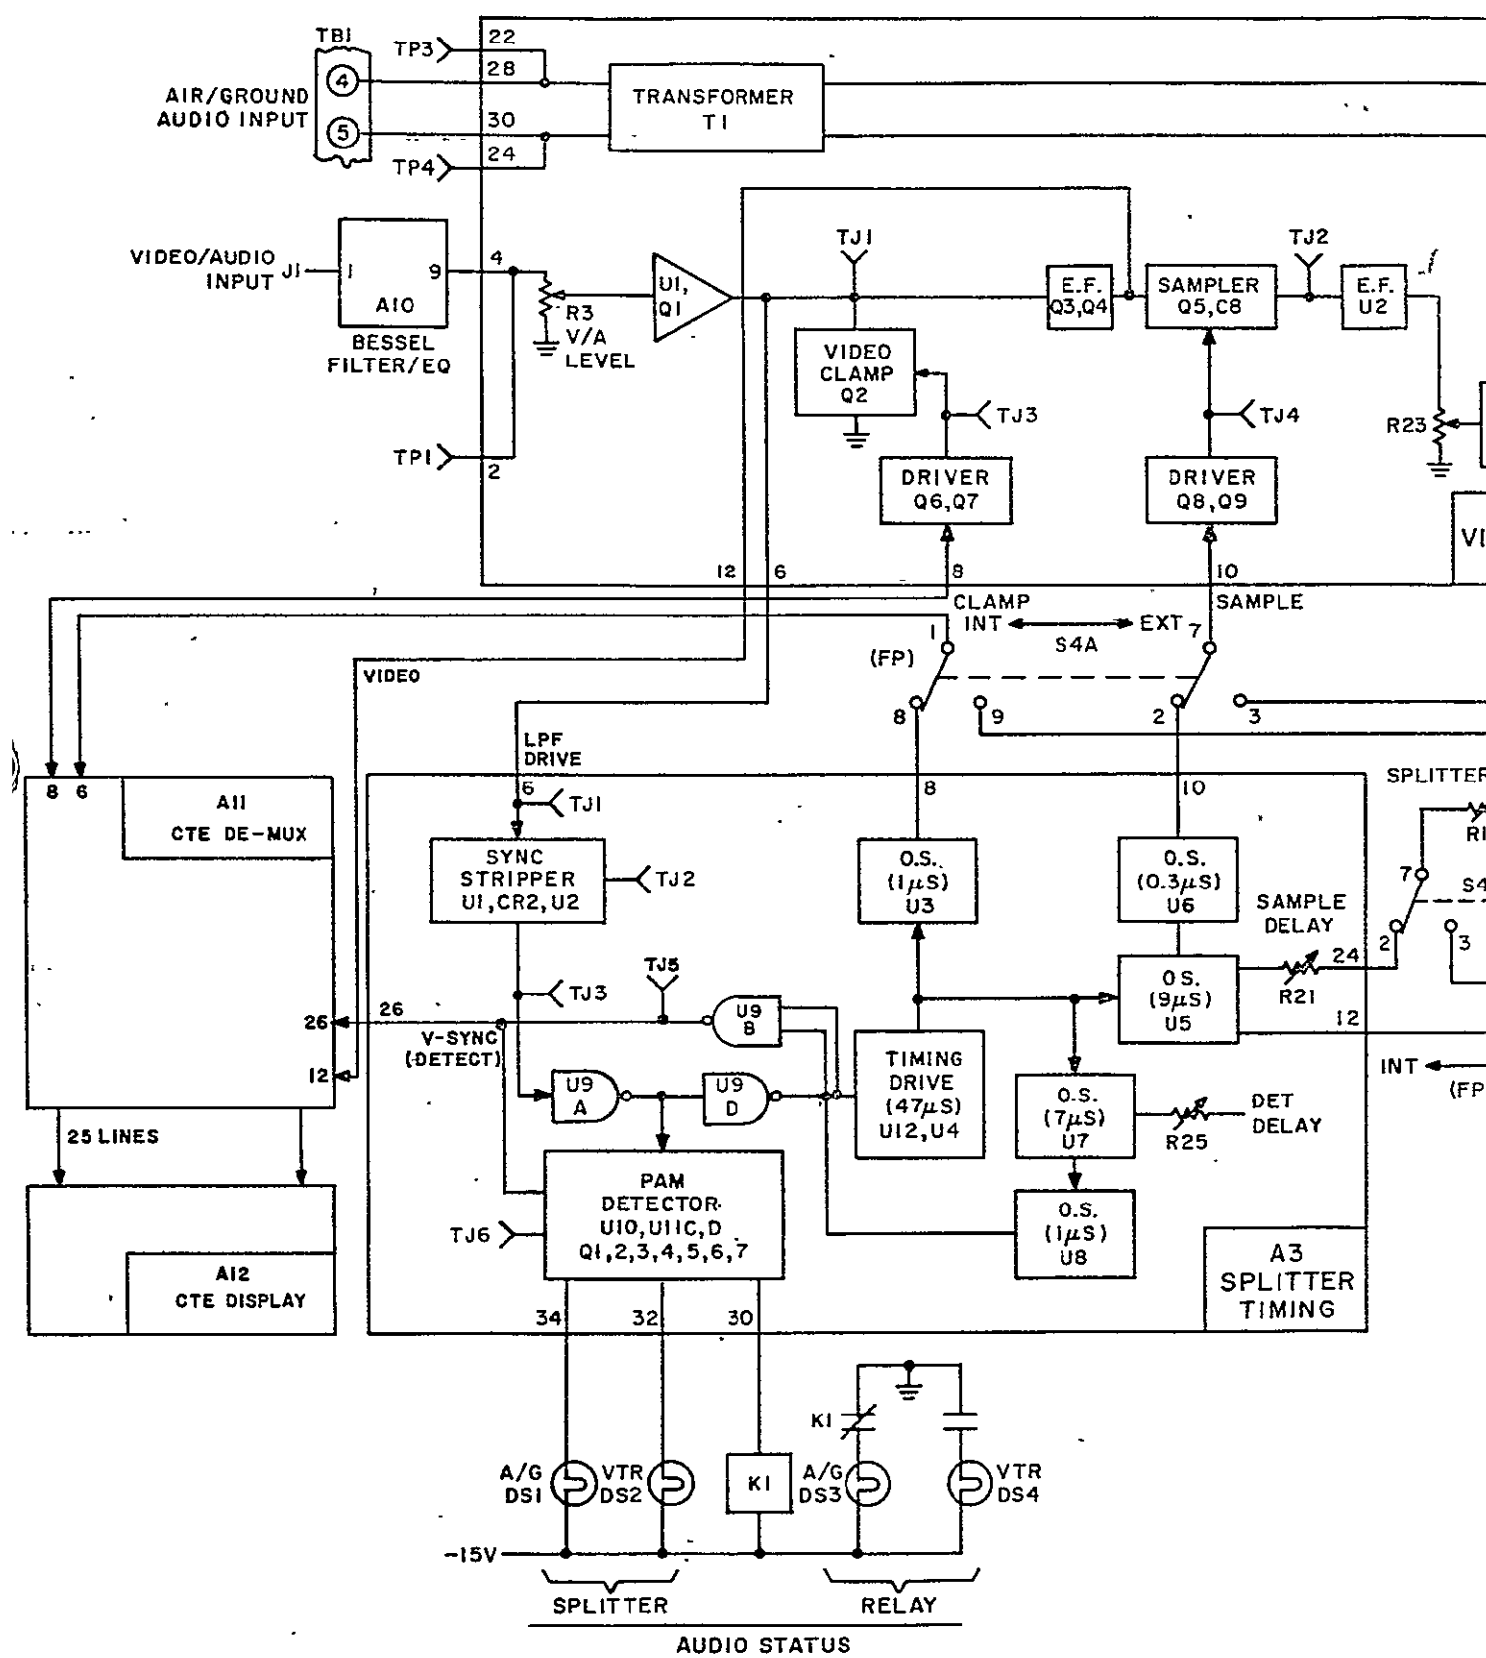 TB1
TP3
22
4
28
AIR/GROUND
AUDIO INPUT
TRANSFORMER
T1
5
30
TP4
24
VIDEO/AUDIO
INPUT
J1
1
9
A10
BESSEL
FILTER/EQ
4
R3
V/A
LEVEL
U1,
Q1
TJ1
E.F.
Q3,Q4
SAMPLER
Q5,C8
TJ2
E.F.
U2
VIDEO
CLAMP
Q2
TJ3
TJ4
R23
TP1
2
DRIVER
Q6,Q7
DRIVER
Q8,Q9
VI
12
6
8
10
CLAMP
SAMPLE
INT
EXT
S4A
1
7
(FP)
VIDEO
8
9
2
3
LPF
DRIVE
8
6
A11
CTE DE-MUX
6
TJ1
8
10
SPLITTER
R1
SYNC
STRIPPER
U1,CR2,U2
TJ2
O.S.
(1μS)
U3
O.S.
(0.3μS)
U6
7
S4
SAMPLE
DELAY
2
3
24
R21
TJ3
TJ5
U9
B
O.S.
(9μS)
U5
26
26
V-SYNC
(DETECT)
12
12
TIMING
DRIVE
(47μS)
U12,U4
INT
(FP
U9
A
U9
D
O.S.
(7μS)
U7
R25
DET
DELAY
25 LINES
PAM
DETECTOR
U10,U11C,D
Q1,2,3,4,5,6,7
TJ6
O.S.
(1μS)
U8
A3
SPLITTER
TIMING
A12
CTE DISPLAY
34
32
30
K1
A/G
DS1
VTR
DS2
K1
A/G
DS3
VTR
DS4
-15V
SPLITTER
RELAY
AUDIO STATUS